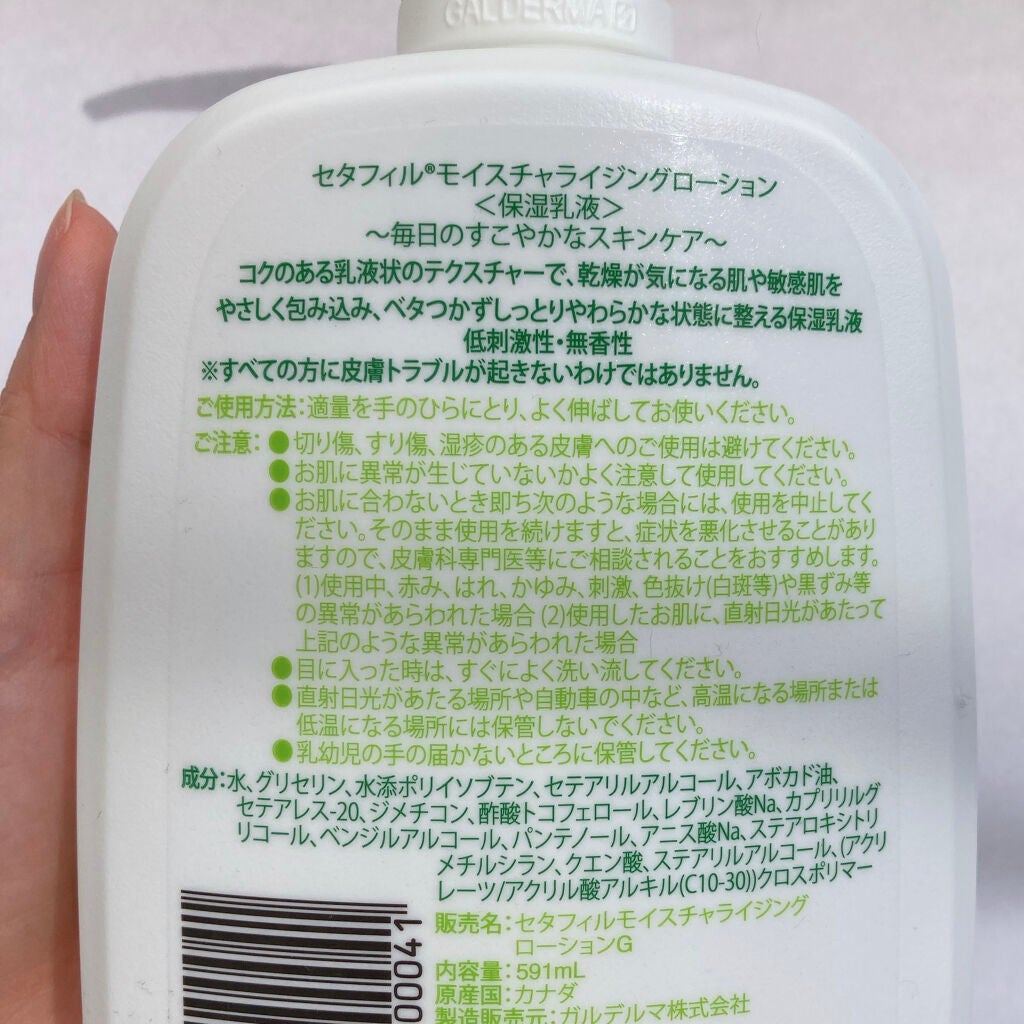 GALDERMA
セタフィル®モイスチャライジングローション
＜保湿乳液＞
～毎日のすこやかなスキンケア～
コクのある乳液状のテクスチャーで、乾燥が気になる肌や敏感肌を
やさしく包み込み、ベタつかずしっとりやわらかな状態に整える保湿乳液
低刺激性・無香性
※すべての方に皮膚トラブルが起きないわけではありません。
ご使用方法：適量を手のひらにとり、よく伸ばしてお使いください。
ご注意：●切り傷、すり傷、湿疹のある皮膚へのご使用は避けてください。
●お肌に異常が生じていないかよく注意して使用してください。
●お肌に合わないとき即ち次のような場合には、使用を中止してく
ださい。そのまま使用を続けますと、症状を悪化させることがあり
ますので、皮膚科専門医等にご相談されることをおすすめします。
(1)使用中、赤み、はれ、かゆみ、刺激、色抜け(白斑等)や黒ずみ等
の異常があらわれた場合 (2)使用したお肌に、直射日光があたって
上記のような異常があらわれた場合
●目に入った時は、すぐによく洗い流してください。
●直射日光があたる場所や自動車の中など、高温になる場所または
低温になる場所には保管しないでください。
●乳幼児の手の届かないところに保管してください。
成分：水、グリセリン、水添ポリイソブテン、セテアリルアルコール、アボカド油、
セテアレス-20、ジメチコン、酢酸トコフェロール、レブリン酸Na、カプリリルグ
リコール、ベンジルアルコール、パンテノール、アニス酸Na、ステアロキシトリ
メチルシラン、クエン酸、ステアリルアルコール、(アクリ
レーツ/アクリル酸アルキル(C10-30))クロスポリマー
販売名：セタフィルモイスチャライジング
ローションG
内容量：591mL
原産国：カナダ
製造販売元：ガルデルマ株式会社
00041